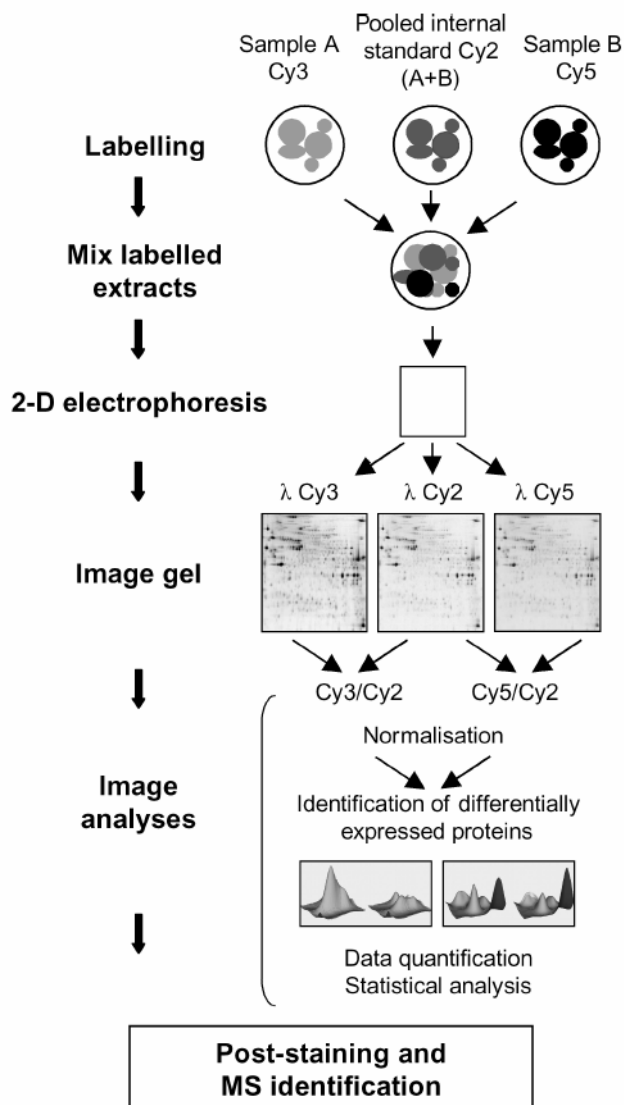 Sample A
Cy3
Pooled internal
standard Cy2
(A+B)
Sample B
Cy5
Labelling
Mix labelled
extracts
2-D electrophoresis
λ Cy3
λ Cy2
λ Cy5
Image gel
Cy3/Cy2
Cy5/Cy2
Normalisation
Image
analyses
Identification of differentially
expressed proteins
Data quantification
Statistical analysis
Post-staining and
MS identification